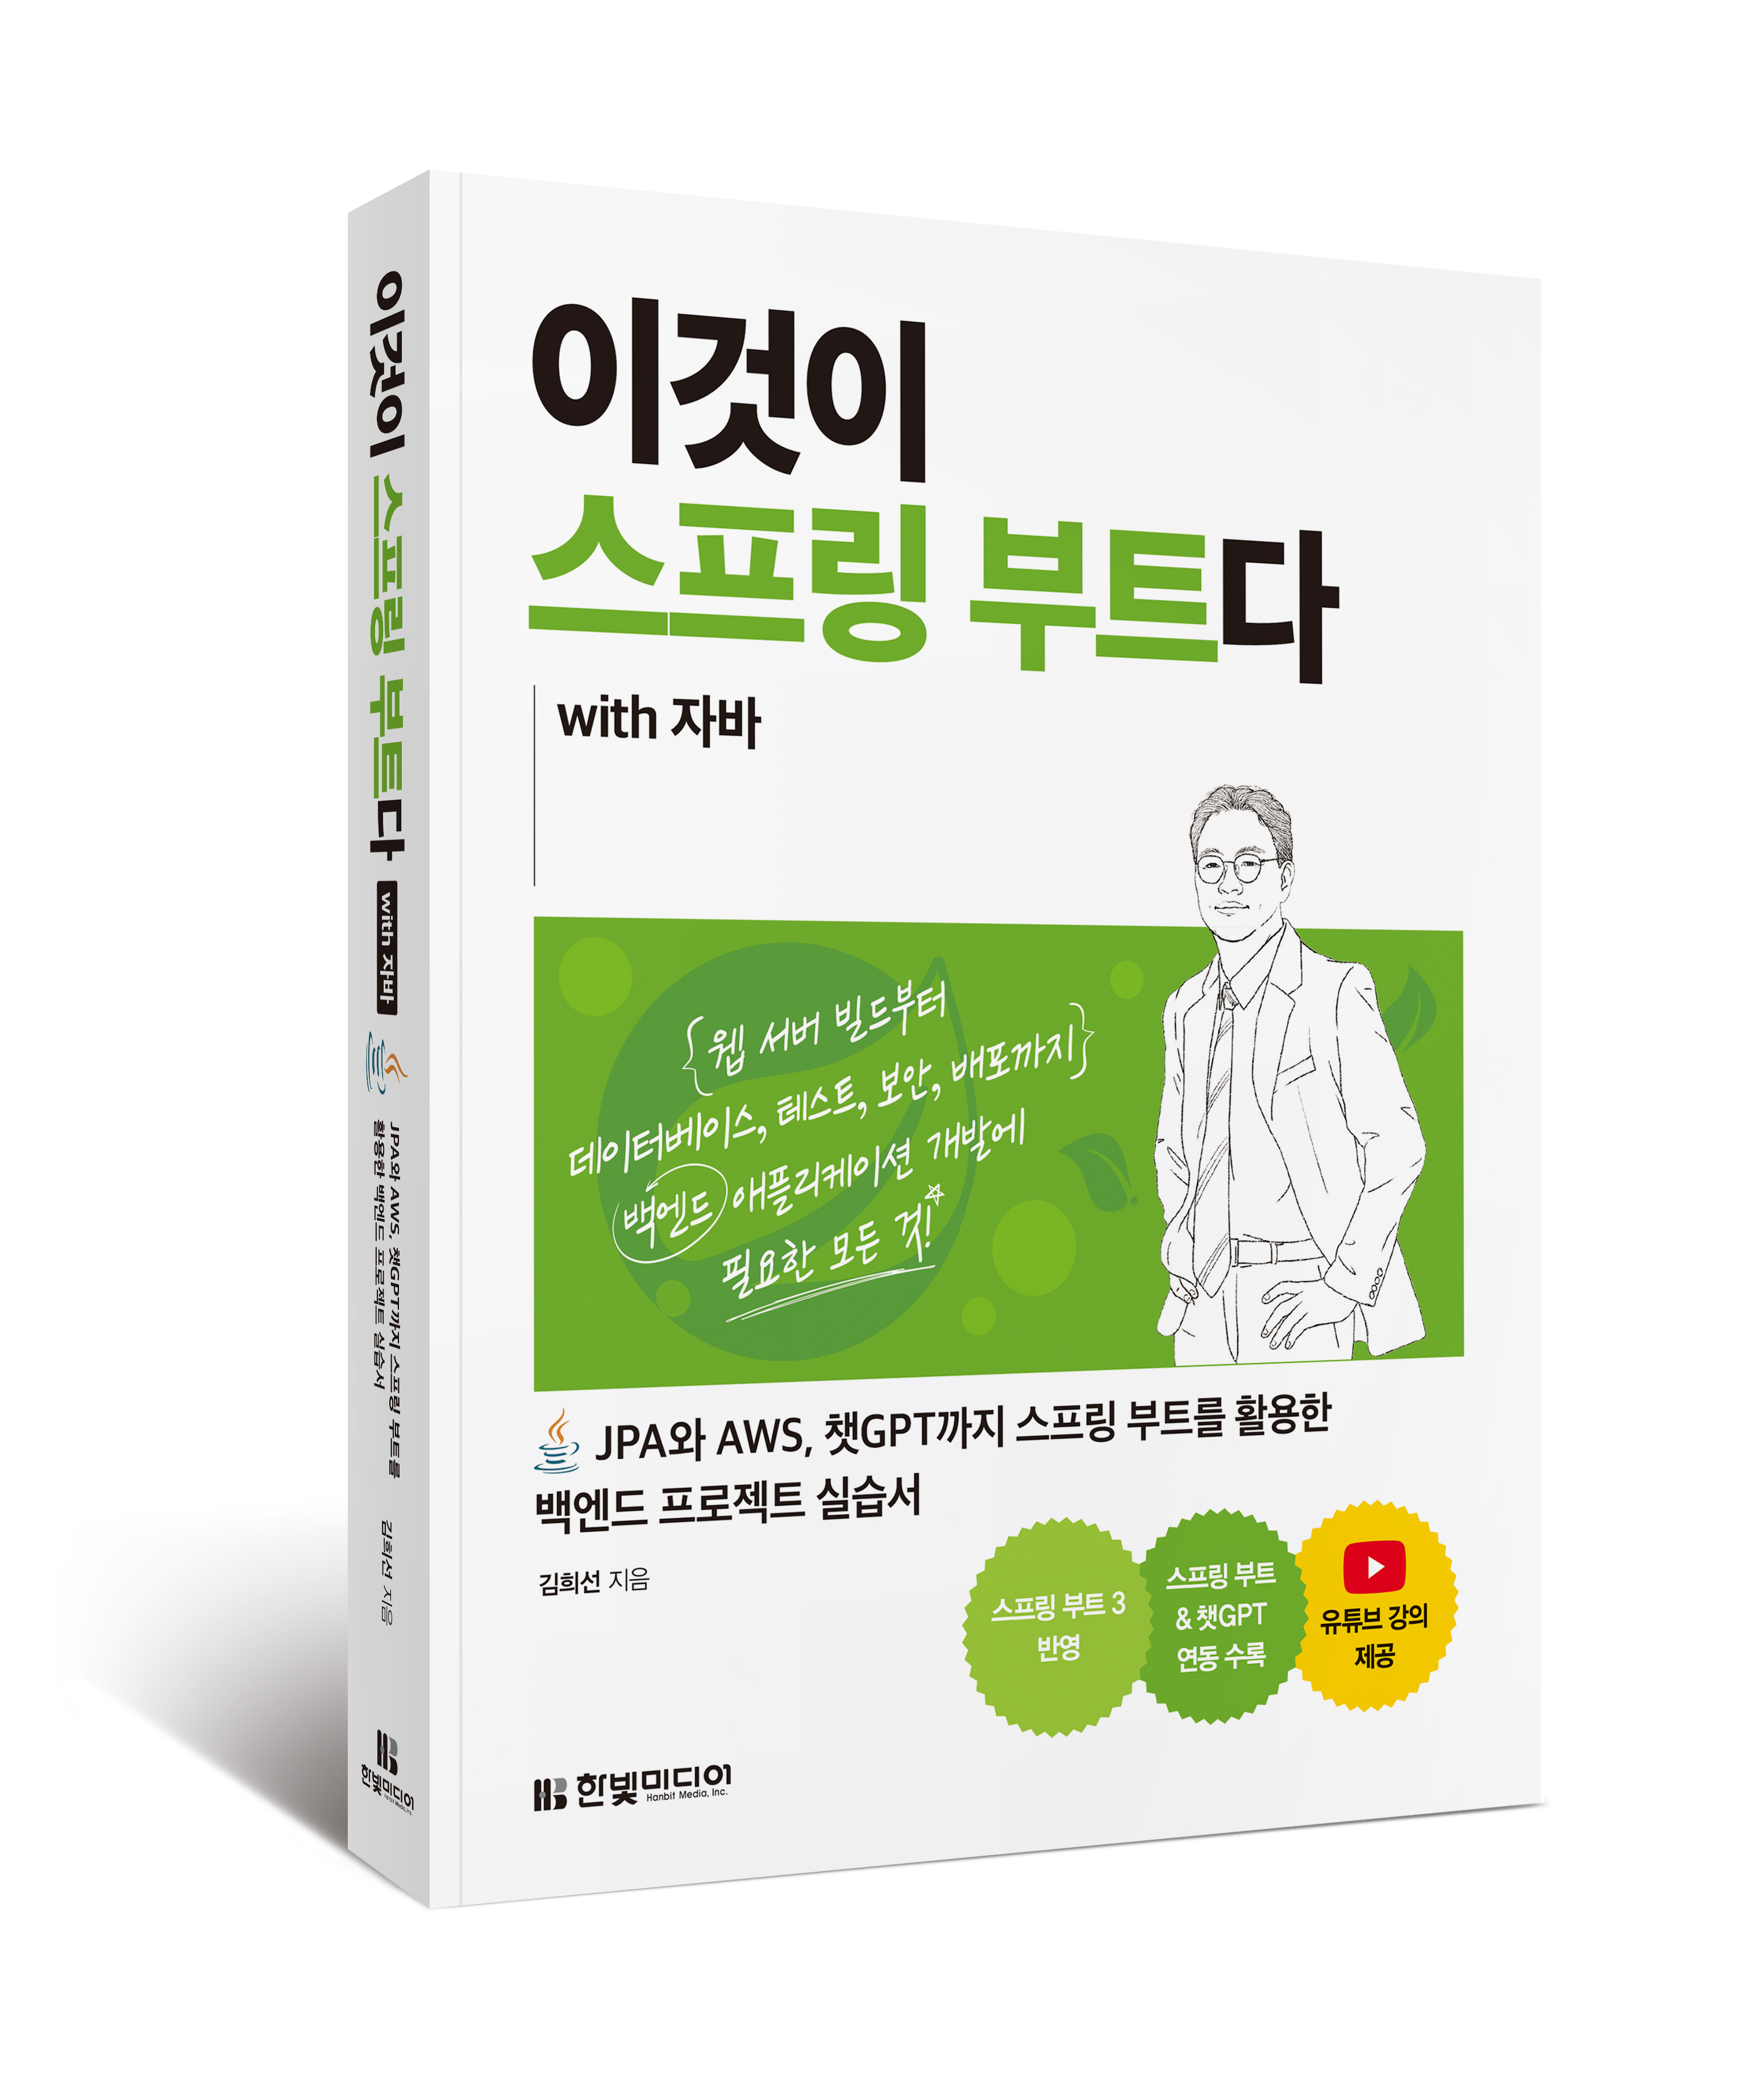 이것이
스프링 부트다
with 자바
{웹 서버 빌드부터
데이터베이스, 테스트, 보안, 배포까지}
백엔드 애플리케이션 개발에
필요한 모든 것!
JPA와 AWS, 챗GPT까지 스프링 부트를 활용한
백엔드 프로젝트 실습서
김희선 지음
스프링 부트 3
반영
스프링 부트
& 챗GPT
연동 수록
유튜브 강의
제공
한빛미디어
Hanbit Media, Inc.
이것이 스프링 부트다 with 자바
JPA와 AWS, 챗GPT까지 스프링 부트를
활용한 백엔드 프로젝트 실습서
김희선 지음
한빛미디어
Hanbit Media, Inc.